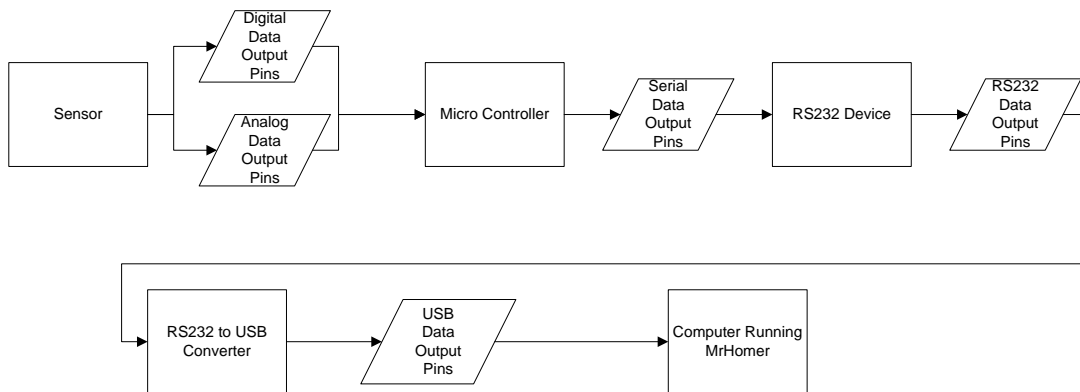 Digital
Data
Output
Pins
Sensor
Analog
Data
Output
Pins
Micro Controller
Serial
Data
Output
Pins
RS232 Device
RS232
Data
Output
Pins
RS232 to USB
Converter
USB
Data
Output
Pins
Computer Running
MrHomer